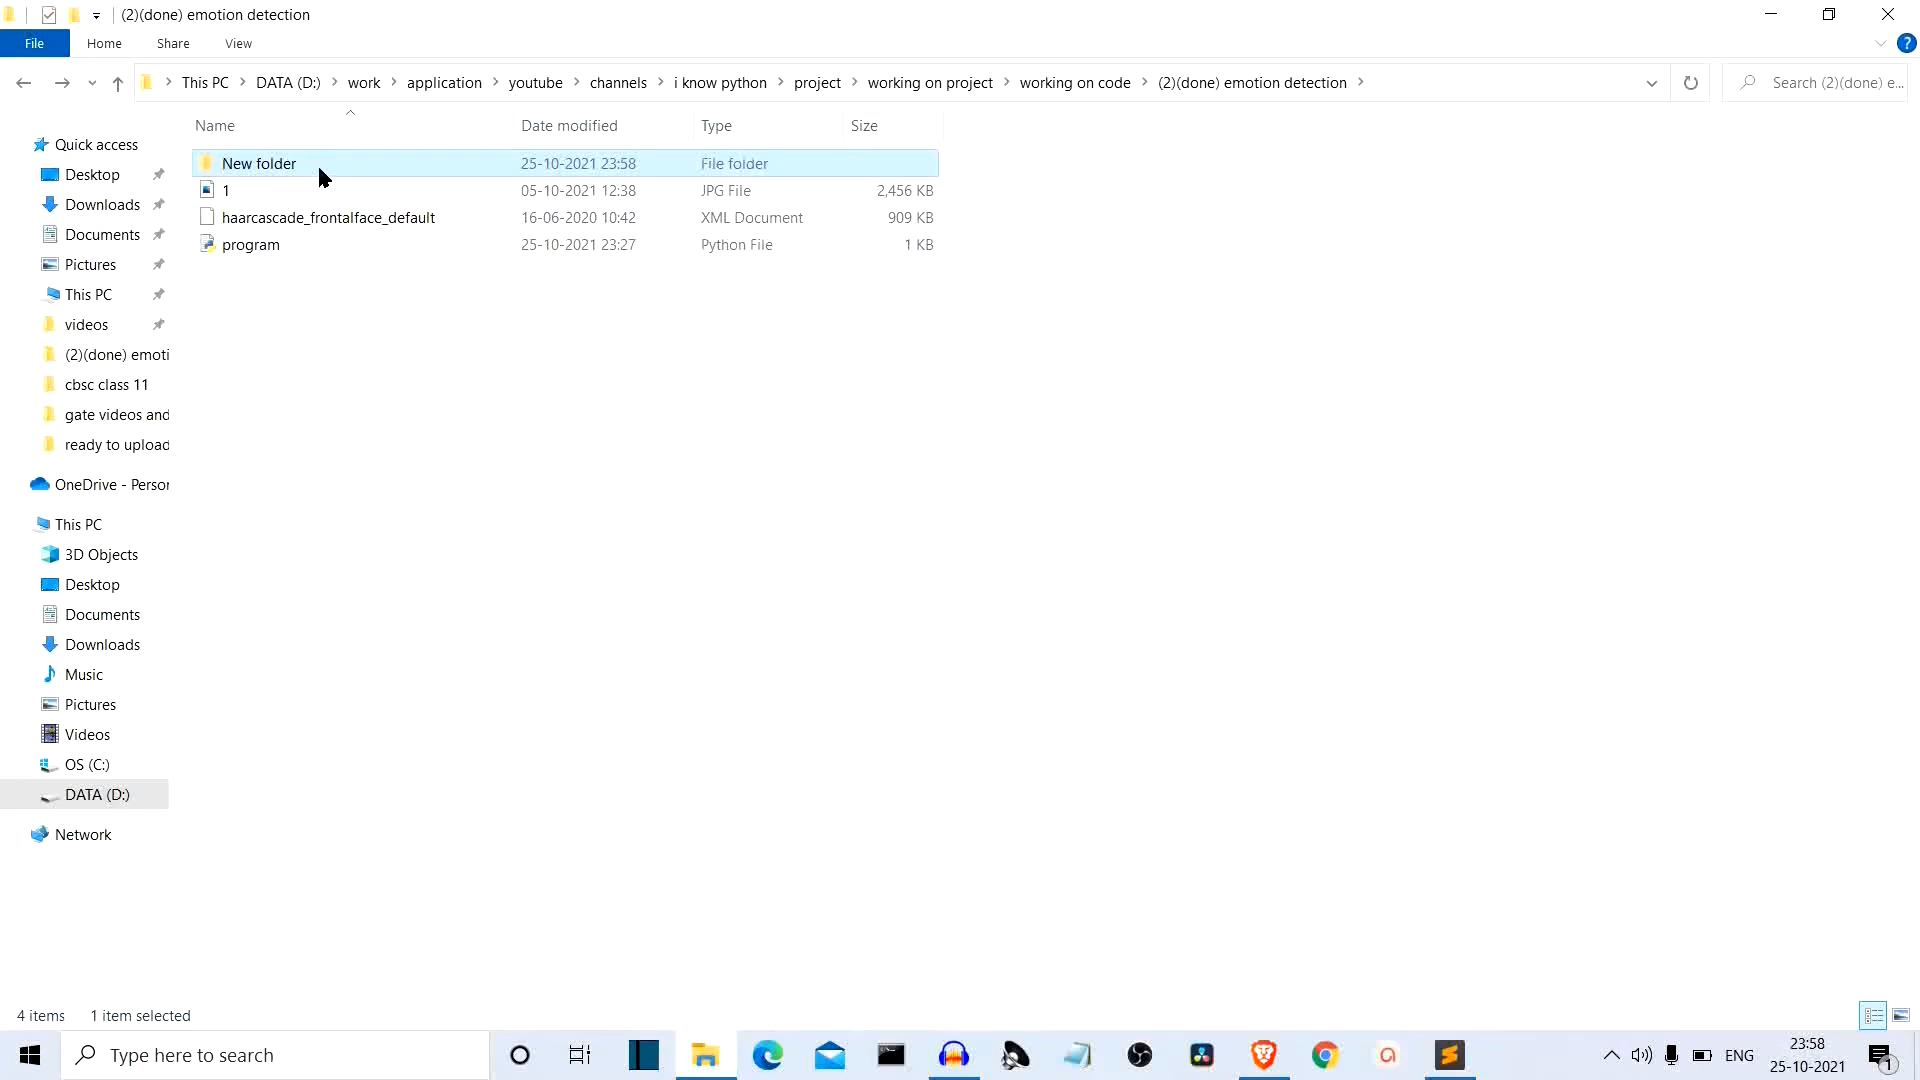 (2)(done) emotion detection
File Home Share View
This PC DATA (D:) work application youtube channels i know python project working on project working on code (2)(done) emotion detection
Search (2)(done) e...
Name Date modified Type Size
New folder 25-10-2021 23:58 File folder
1 05-10-2021 12:38 JPG File 2,456 KB
haarcascade_frontalface_default 16-06-2020 10:42 XML Document 909 KB
program 25-10-2021 23:27 Python File 1 KB
Quick access
Desktop
Downloads
Documents
Pictures
This PC
videos
(2)(done) emoti
cbsc class 11
gate videos and
ready to upload
OneDrive - Person
This PC
3D Objects
Desktop
Documents
Downloads
Music
Pictures
Videos
OS (C:)
DATA (D:)
Network
4 items 1 item selected
Type here to search
ENG
23:58
25-10-2021
1